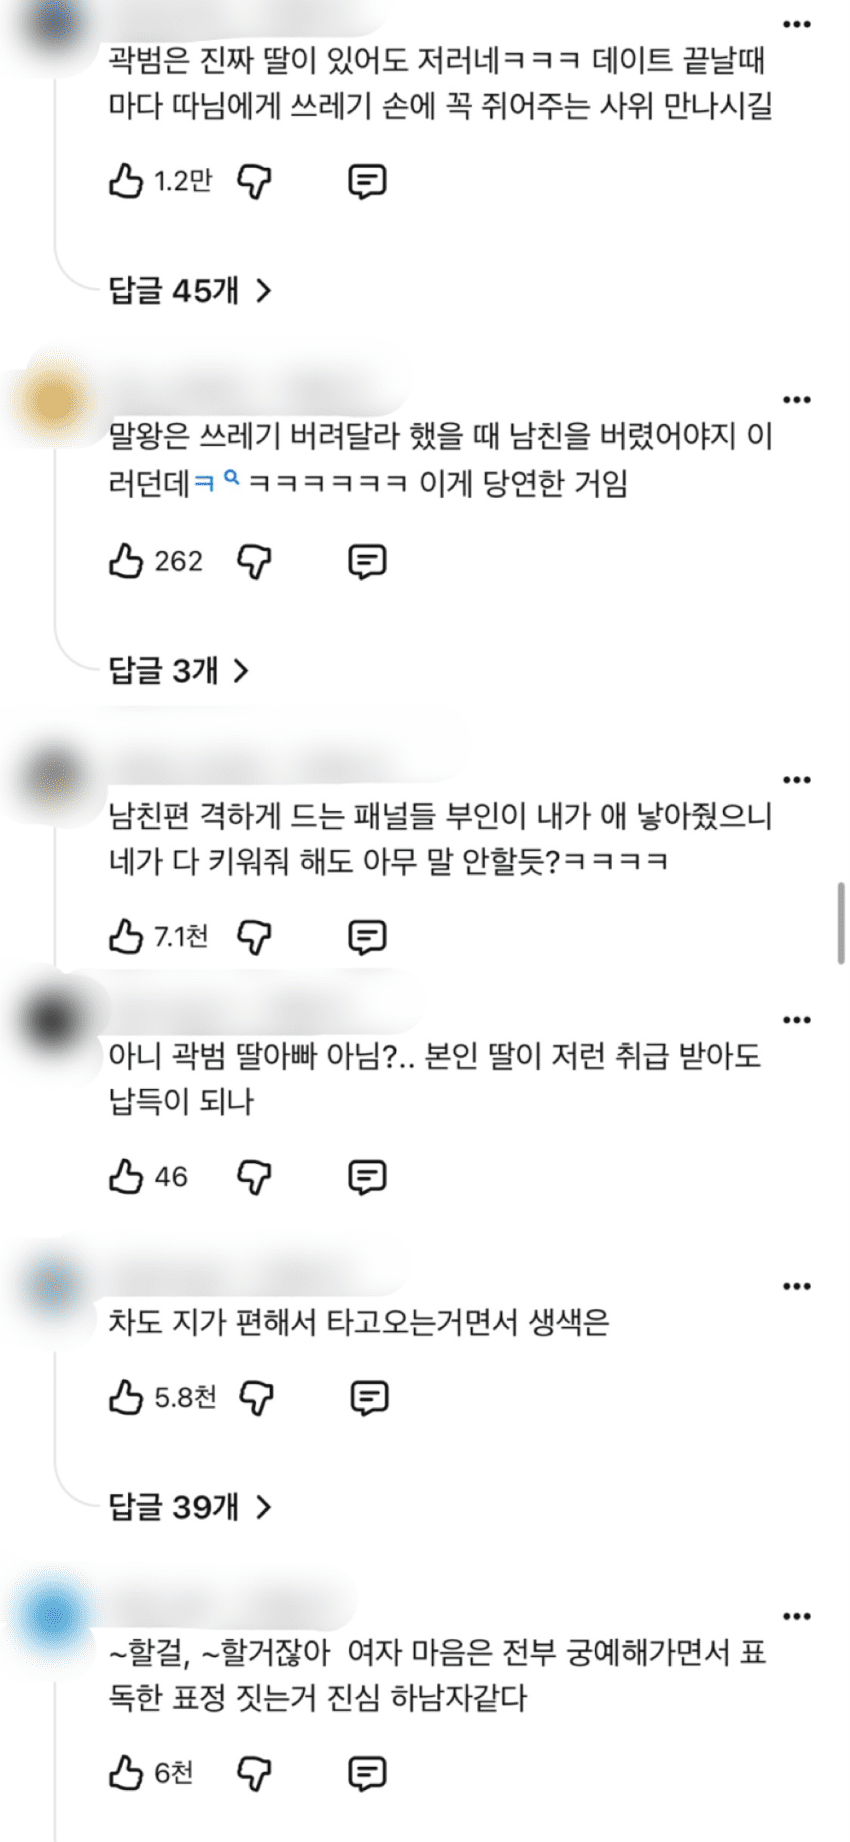 곽범은 진짜 딸이 있어도 저러네ㅋㅋㅋ 데이트 끝날때
마다 따님에게 쓰레기 손에 꼭 쥐어주는 사위 만나시길
1.2만
답글 45개
말왕은 쓰레기 버려달라 했을 때 남친을 버렸어야지 이
러던데ㅋㅋㅋㅋㅋㅋㅋ 이게 당연한 거임
262
답글 3개
남친편 격하게 드는 패널들 부인이 내가 애 낳아줬으니
네가 다 키워줘 해도 아무 말 안할듯?ㅋㅋㅋㅋ
7.1천
아니 곽범 딸아빠 아님?.. 본인 딸이 저런 취급 받아도
납득이 되나
46
차도 지가 편해서 타고오는거면서 생색은
5.8천
답글 39개
~할걸, ~할거잖아 여자 마음은 전부 궁예해가면서 표
독한 표정 짓는거 진심 하남자같다
6천